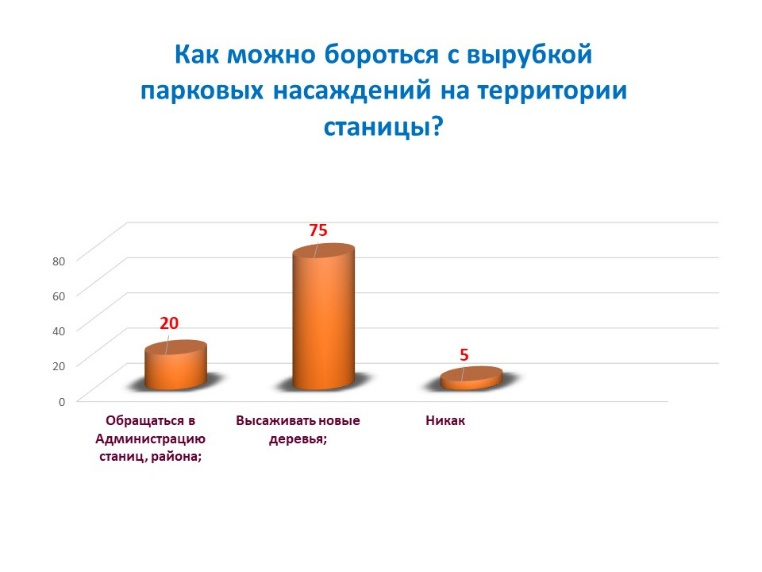 Как можно бороться с вырубкой
парковых насаждений на территории
станицы?
75
80
60
20
40
5
20
0
Обращаться в
Администрацию
станиц, района;
Высаживать новые
деревья;
Никак